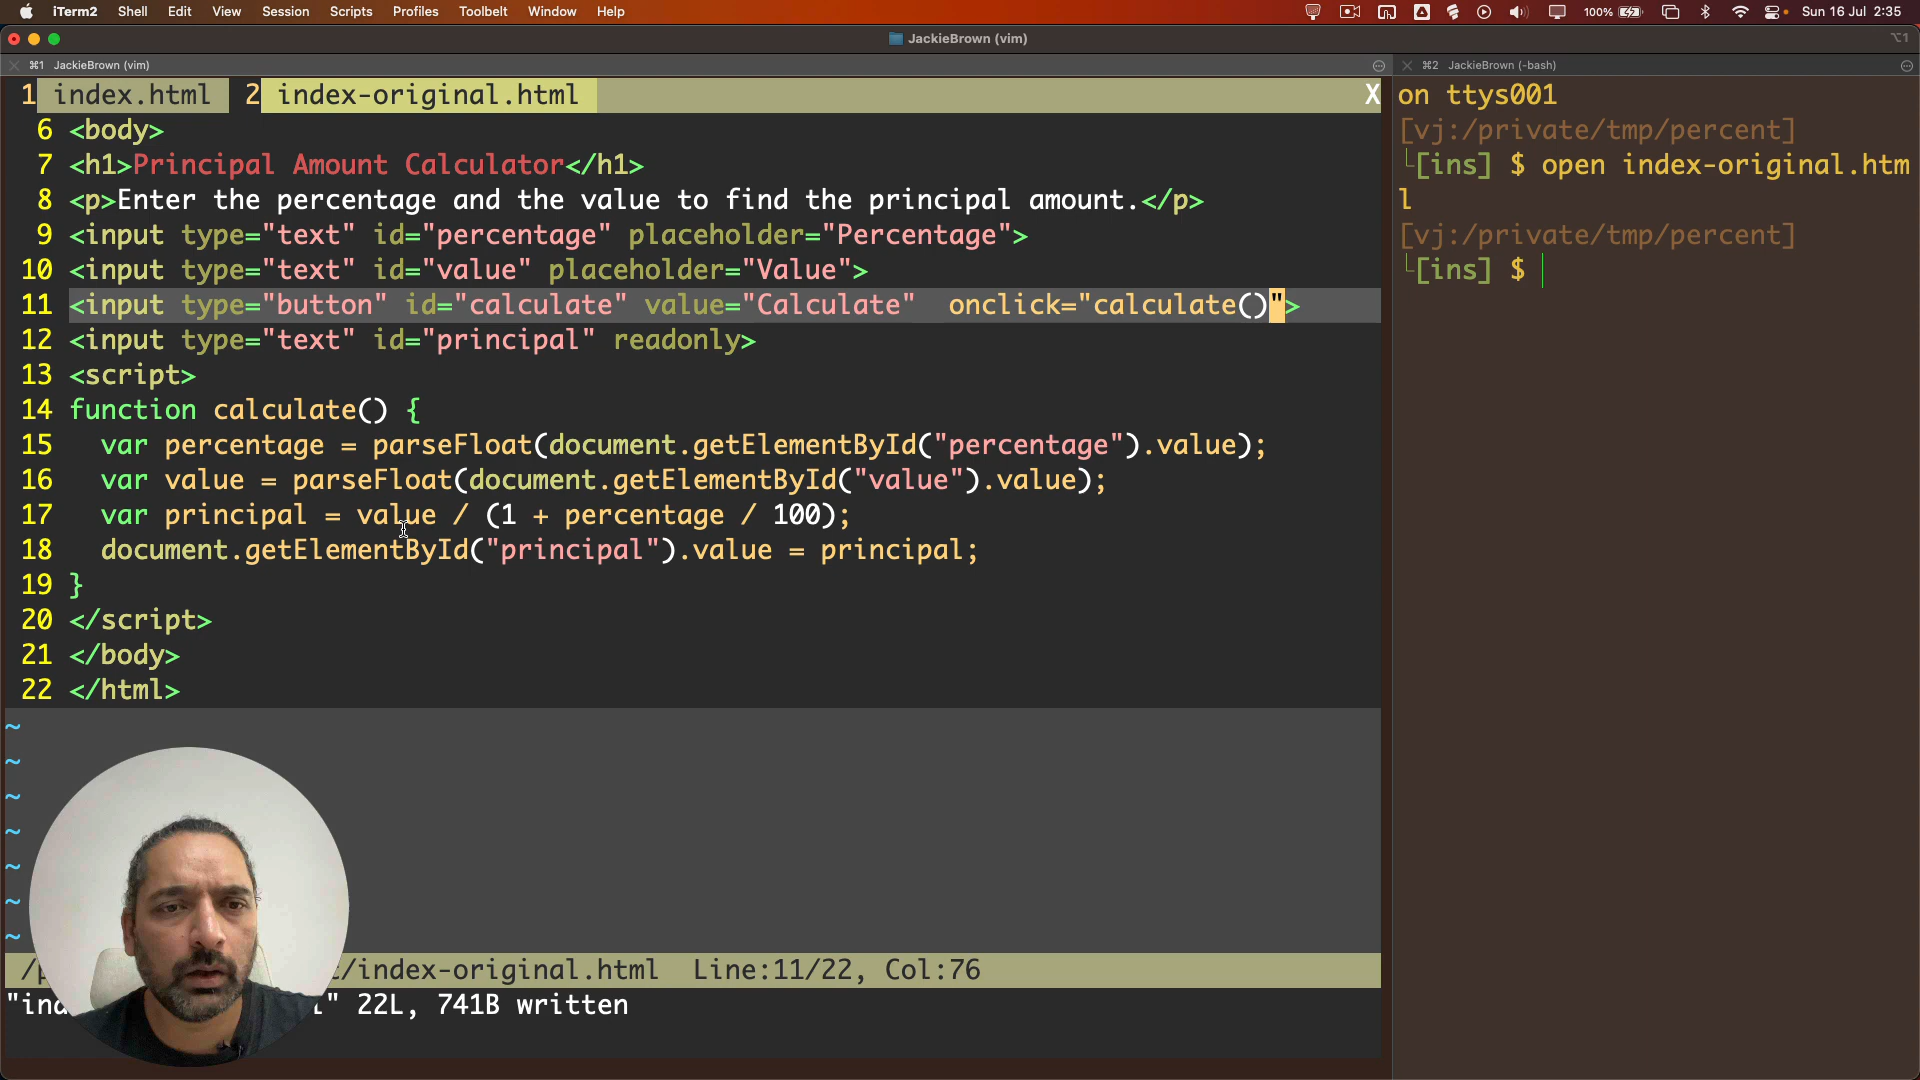 iTerm2 Shell Edit View Session Scripts Profiles Toolbelt Window Help 100% Sun 16 Jul 2:35
JackieBrown (vim) ⌥1
⌘1 JackieBrown (vim)
⌘2 JackieBrown (-bash)
1 index.html 2 index-original.html X
6 <body>
7 <h1>Principal Amount Calculator</h1>
8 <p>Enter the percentage and the value to find the principal amount.</p>
9 <input type="text" id="percentage" placeholder="Percentage">
10 <input type="text" id="value" placeholder="Value">
11 <input type="button" id="calculate" value="Calculate"  onclick="calculate()">
12 <input type="text" id="principal" readonly>
13 <script>
14 function calculate() {
15   var percentage = parseFloat(document.getElementById("percentage").value);
16   var value = parseFloat(document.getElementById("value").value);
17   var principal = value / (1 + percentage / 100);
18   document.getElementById("principal").value = principal;
19 }
20 </script>
21 </body>
22 </html>
~
~
~
~
~
~
~
/index-original.html  Line:11/22, Col:76
" 22L, 741B written
on ttys001
[vj:/private/tmp/percent]
└[ins] $ open index-original.htm
l
[vj:/private/tmp/percent]
└[ins] $